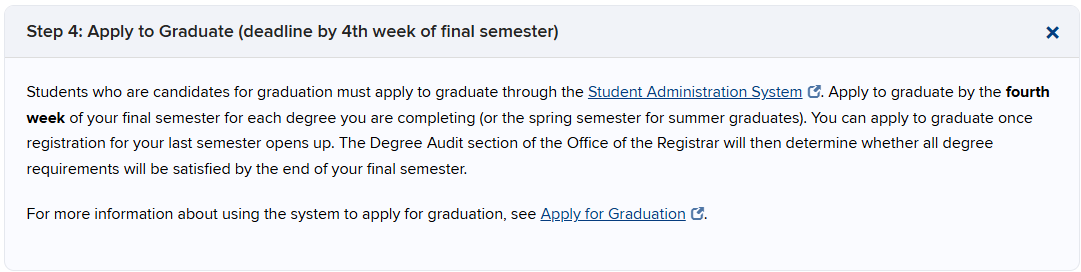 Step 4: Apply to Graduate (deadline by 4th week of final semester)
Students who are candidates for graduation must apply to graduate through the Student Administration System. Apply to graduate by the fourth
week of your final semester for each degree you are completing (or the spring semester for summer graduates). You can apply to graduate once
registration for your last semester opens up. The Degree Audit section of the Office of the Registrar will then determine whether all degree
requirements will be satisfied by the end of your final semester.
For more information about using the system to apply for graduation, see Apply for Graduation.